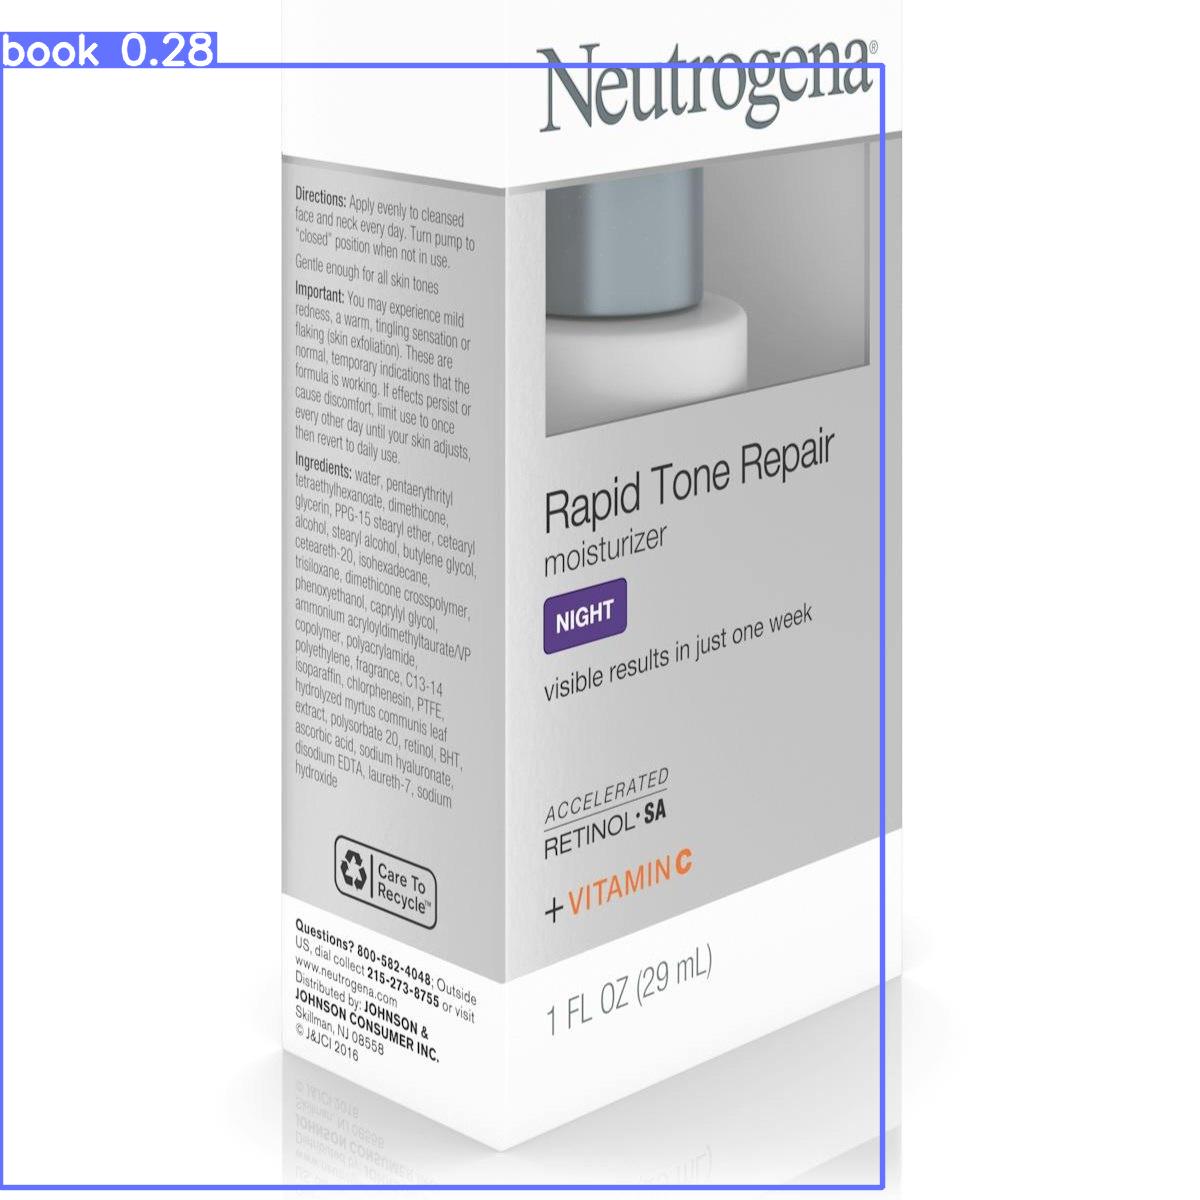 book 0.28
Neutrogena®
Directions: Apply evenly to cleansed
face and neck every day. Turn pump to
"closed" position when not in use.
Gentle enough for all skin tones
Important: You may experience mild
redness, a warm, tingling sensation or
flaking (skin exfoliation). These are
normal, temporary indications that the
formula is working. If effects persist or
cause discomfort, limit use to once
every other day until your skin adjusts,
then revert to daily use.
Ingredients: water, pentaerythrityl
tetraethylhexanoate, dimethicone,
glycerin, PPG-15 stearyl ether, cetearyl
alcohol, stearyl alcohol, butylene glycol,
ceteareth-20, isohexadecane,
trisiloxane, dimethicone crosspolymer,
phenoxyethanol, caprylyl glycol,
ammonium acryloyldimethyltaurate/VP
copolymer, polyacrylamide,
polyethylene, fragrance, C13-14
isoparaffin, chlorphenesin, PTFE,
hydrolyzed myrtus communis leaf
extract, polysorbate 20, retinol, BHT,
ascorbic acid, sodium hyaluronate,
disodium EDTA, laureth-7, sodium
hydroxide
Care To
Recycle™
Questions? 800-582-4048; Outside
US, dial collect 215-273-8755 or visit
www.neutrogena.com
Distributed by: JOHNSON &
JOHNSON CONSUMER INC.
Skillman, NJ 08558
© J&JCI 2016
Rapid Tone Repair
moisturizer
NIGHT
visible results in just one week
ACCELERATED
RETINOL·SA
+VITAMIN C
1 FL OZ (29 mL)